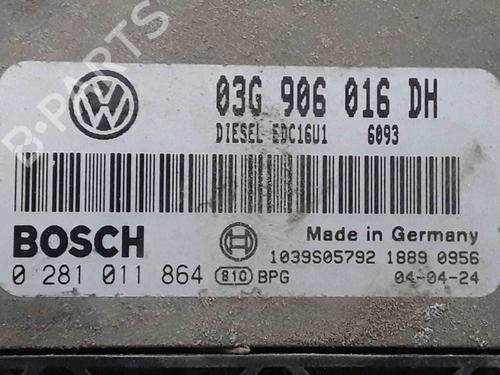 B-PARTS
03G 906 016 DH
DIESEL EDC16U1 6093
BOSCH
Made in Germany
1039S05792 1889 0956
0 281 011 864 810 BPG
04-04-24